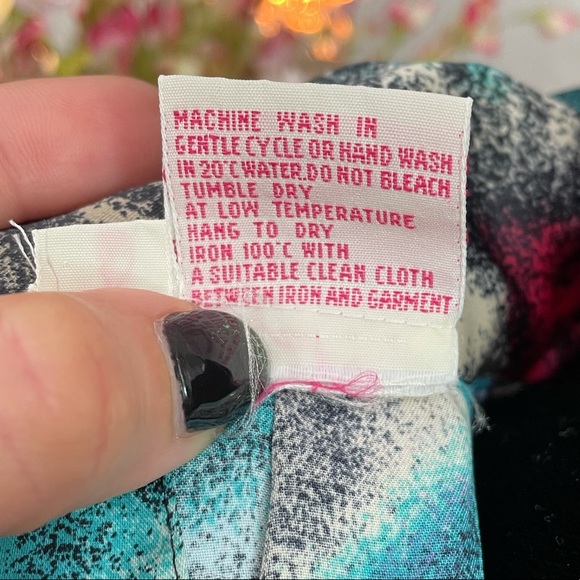 MACHINE WASH IN
GENTLE CYCLE OR HAND WASH
IN 20°C WATER.DO NOT BLEACH
TUMBLE DRY
AT LOW TEMPERATURE
HANG TO DRY
IRON 100°C WITH
A SUITABLE CLEAN CLOTH
BETWEEN IRON AND GARMENT